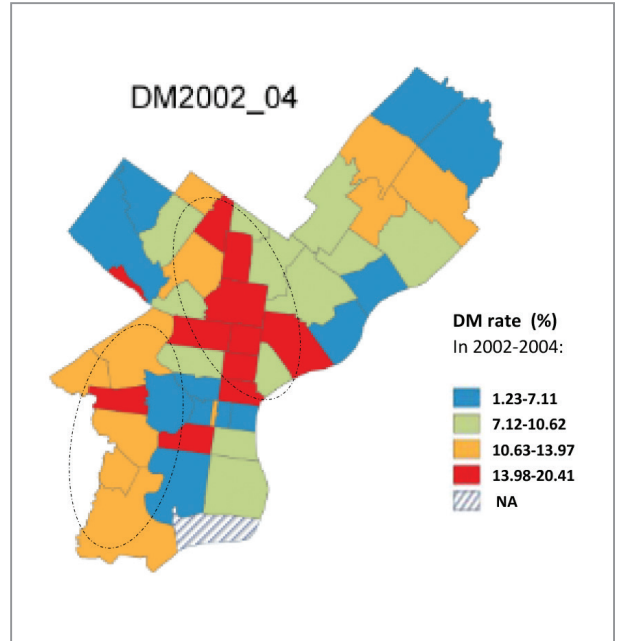 DM2002_04
DM rate (%)
In 2002-2004:
1.23-7.11
7.12-10.62
10.63-13.97
13.98-20.41
NA